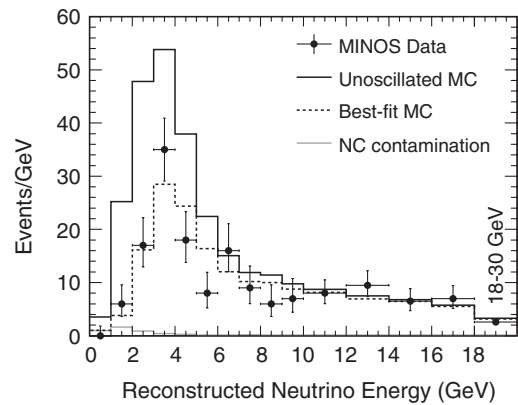 60
50
40
30
20
10
0
Events/GeV
MINOS Data
Unoscillated MC
Best-fit MC
NC contamination
18-30 GeV
0 2 4 6 8 10 12 14 16 18
Reconstructed Neutrino Energy (GeV)